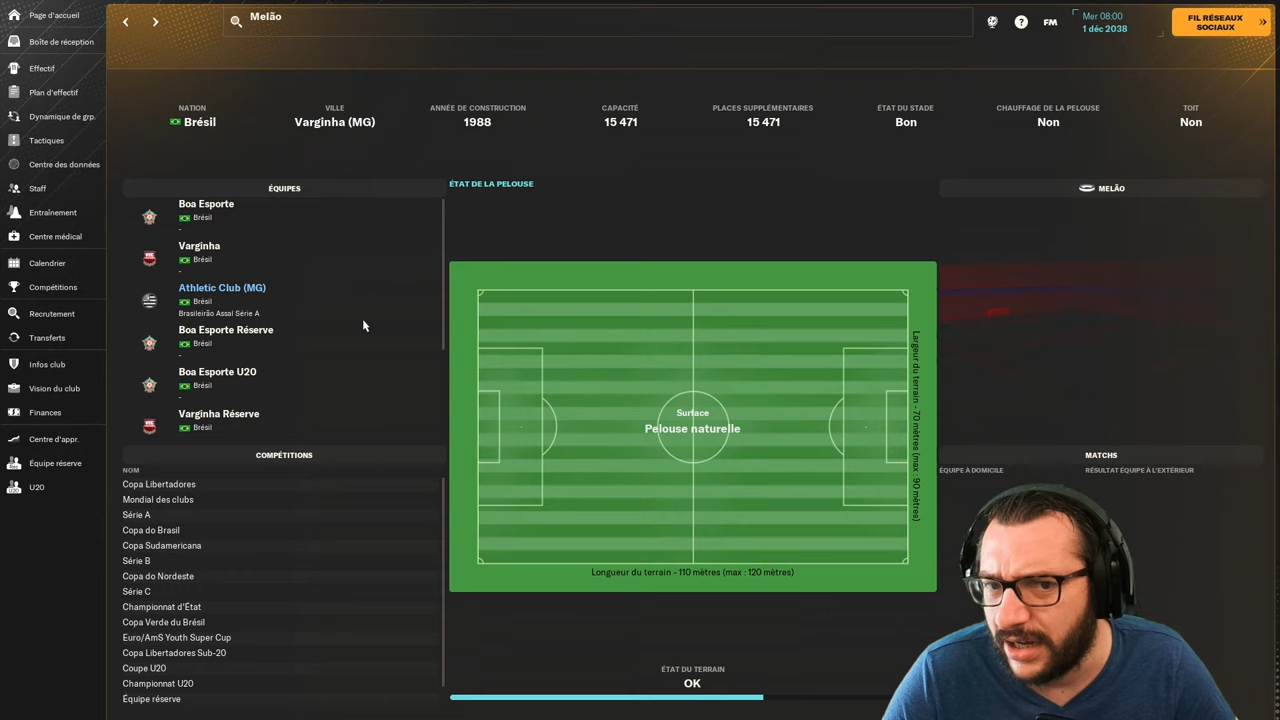 Page d'accueil
Boîte de réception
Effectif
Plan d'effectif
Dynamique de grp.
Tactiques
Centre des données
Staff
Entraînement
Centre médical
Calendrier
Compétitions
Recrutement
Transferts
Infos club
Vision du club
Finances
Centre d'appr.
Équipe réserve
U20
Melão
FM
Mer 08:00
1 déc 2038
FIL RÉSEAUX
SOCIAUX
NATION
Brésil
VILLE
Varginha (MG)
ANNÉE DE CONSTRUCTION
1988
CAPACITÉ
15 471
PLACES SUPPLÉMENTAIRES
15 471
ÉTAT DU STADE
Bon
CHAUFFAGE DE LA PELOUSE
Non
TOIT
Non
ÉQUIPES
Boa Esporte
Brésil
-
Varginha
Brésil
-
Athletic Club (MG)
Brésil
Brasileirão Assaí Série A
Boa Esporte Réserve
Brésil
-
Boa Esporte U20
Brésil
-
Varginha Réserve
Brésil
COMPÉTITIONS
NOM
Copa Libertadores
Mondial des clubs
Série A
Copa do Brasil
Copa Sudamericana
Série B
Copa do Nordeste
Série C
Championnat d'État
Copa Verde du Brésil
Euro/AmS Youth Super Cup
Copa Libertadores Sub-20
Coupe U20
Championnat U20
Équipe réserve
ÉTAT DE LA PELOUSE
Surface
Pelouse naturelle
Largeur du terrain - 70 mètres (max : 90 mètres)
Longueur du terrain - 110 mètres (max : 120 mètres)
ÉTAT DU TERRAIN
OK
MELÃO
MATCHS
ÉQUIPE À DOMICILE
RÉSULTAT ÉQUIPE À L'EXTÉRIEUR